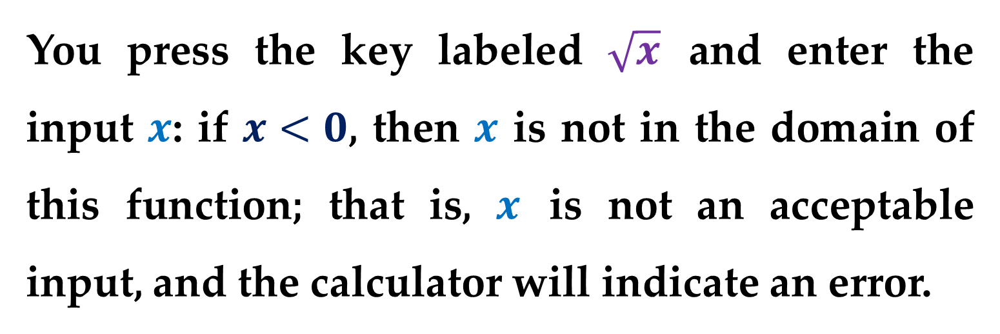 You press the key labeled √x and enter the
input x: if x < 0, then x is not in the domain of
this function; that is, x is not an acceptable
input, and the calculator will indicate an error.